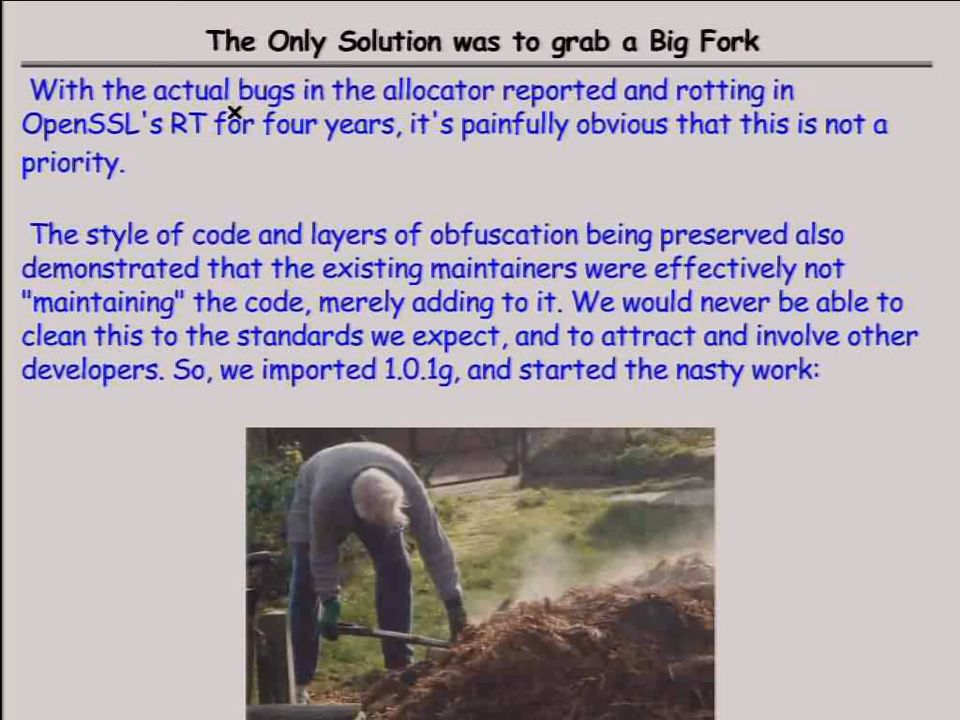 The Only Solution was to grab a Big Fork
With the actual bugs in the allocator reported and rotting in
OpenSSL's RT for four years, it's painfully obvious that this is not a
priority.
The style of code and layers of obfuscation being preserved also
demonstrated that the existing maintainers were effectively not
"maintaining" the code, merely adding to it. We would never be able to
clean this to the standards we expect, and to attract and involve other
developers. So, we imported 1.0.1g, and started the nasty work: